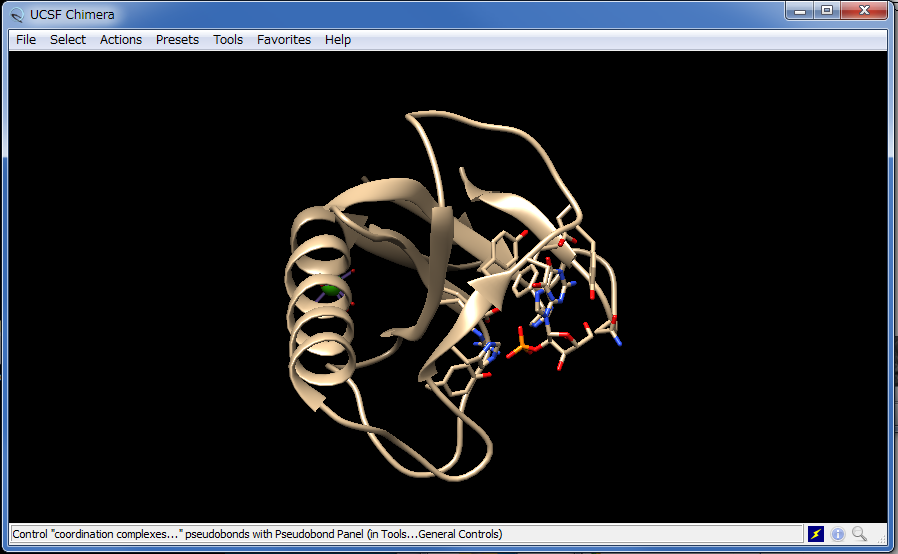 UCSF Chimera
File Select Actions Presets Tools Favorites Help
Control "coordination complexes..." pseudobonds with Pseudobond Panel (in Tools...General Controls)